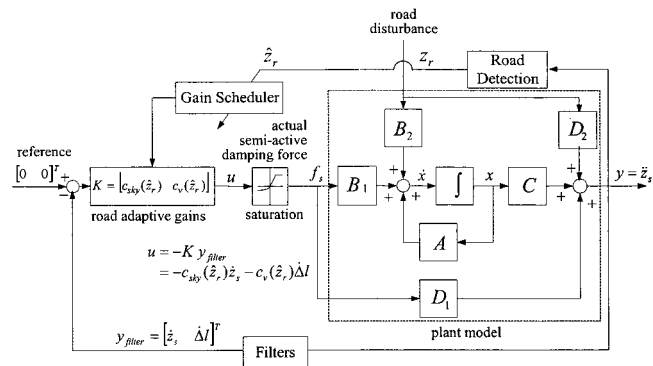 road
disturbance
ẑ_r
z_r
Road
Detection
Gain Scheduler
actual
semi-active
damping force
B_2
D_2
reference
[0 0]^T
+
−
K = [c_sky(ẑ_r) c_v(ẑ_r)]
u
f_s
B_1
+
+
+
ẋ
∫
x
C
+
+
+
y = z̈_s
road adaptive gains
saturation
A
u = −K y_filter
= −c_sky(ẑ_r)ż_s − c_v(ẑ_r)Δ̇l
D_1
plant model
y_filter = [ż_s Δ̇l]^T
Filters